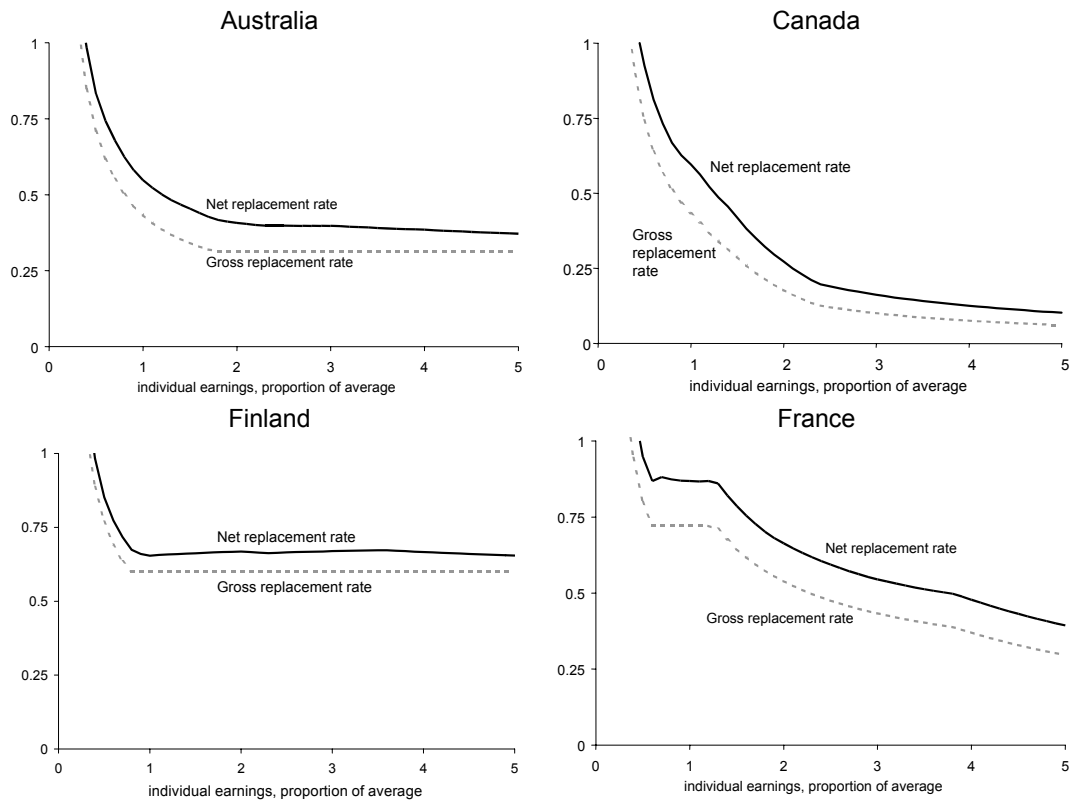 Australia
1
0.75
0.5
0.25
0
Net replacement rate
Gross replacement rate
0 1 2 3 4 5
individual earnings, proportion of average
Canada
1
0.75
0.5
0.25
0
Net replacement rate
Gross
replacement
rate
0 1 2 3 4 5
individual earnings, proportion of average
Finland
1
0.75
0.5
0.25
0
Net replacement rate
Gross replacement rate
0 1 2 3 4 5
individual earnings, proportion of average
France
1
0.75
0.5
0.25
0
Net replacement rate
Gross replacement rate
0 1 2 3 4 5
individual earnings, proportion of average